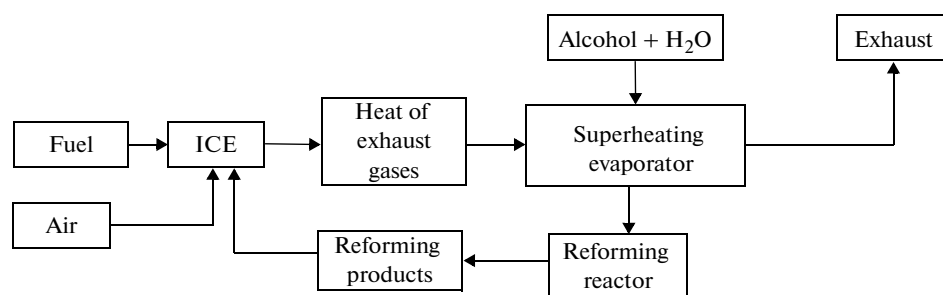 Alcohol + H₂O
Exhaust
Fuel
ICE
Heat of
exhaust
gases
Superheating
evaporator
Air
Reforming
products
Reforming
reactor